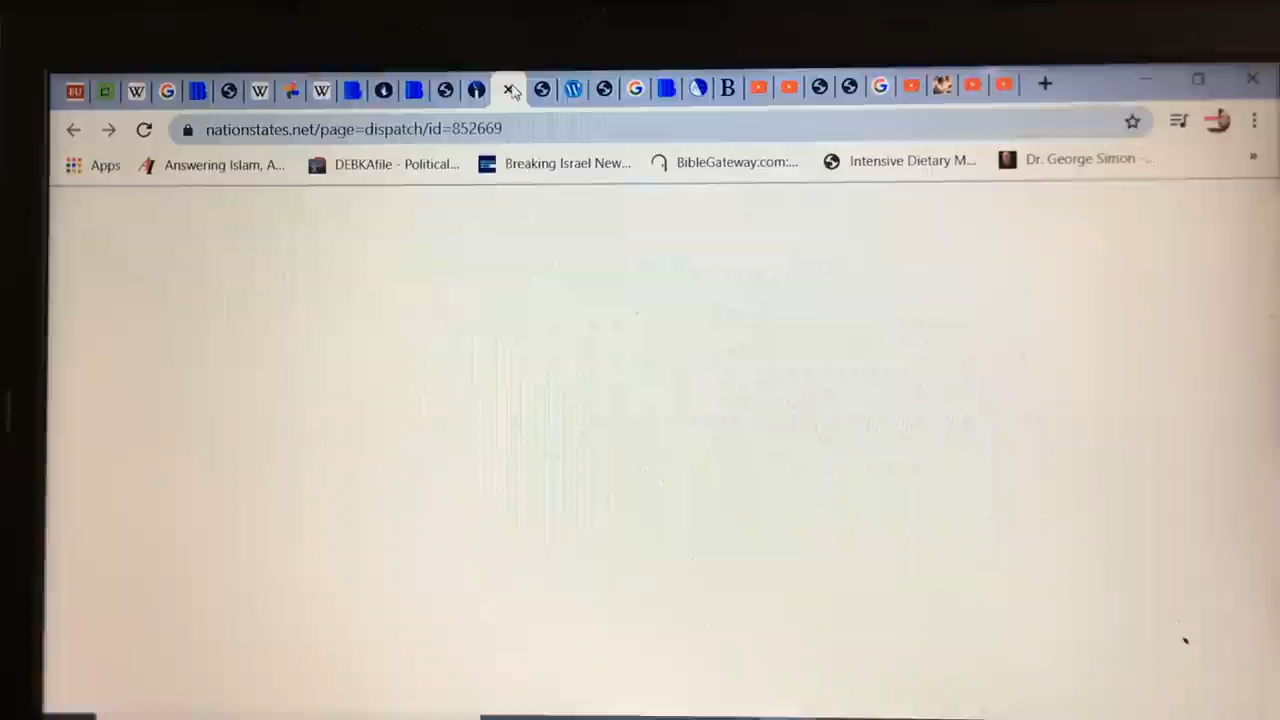 nationstates.net/page=dispatch/id=852669
Apps Answering Islam, A... DEBKAfile - Political... Breaking Israel New... BibleGateway.com:... Intensive Dietary M... Dr. George Simon -... »